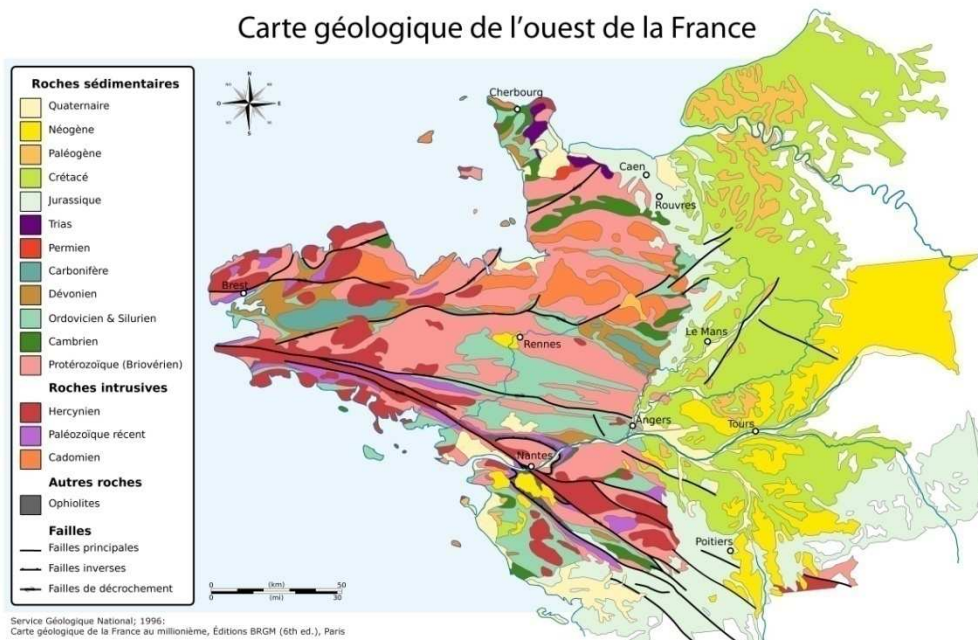 Carte géologique de l'ouest de la France
Roches sédimentaires
Quaternaire
Néogène
Paléogène
Crétacé
Jurassique
Trias
Permien
Carbonifère
Dévonien
Ordovicien & Silurien
Cambrien
Protérozoïque (Briovérien)
Roches intrusives
Hercynien
Paléozoïque récent
Cadomien
Autres roches
Ophiolites
Failles
Failles principales
Failles inverses
Failles de décrochement
N
O
E
S
Cherbourg
Caen
Rouvres
Brest
Rennes
Le Mans
Angers
Tours
Nantes
Poitiers
0 (km) 50
0 (mi) 30
Service Géologique National; 1996:
Carte géologique de la France au millionième, Éditions BRGM (6th ed.), Paris